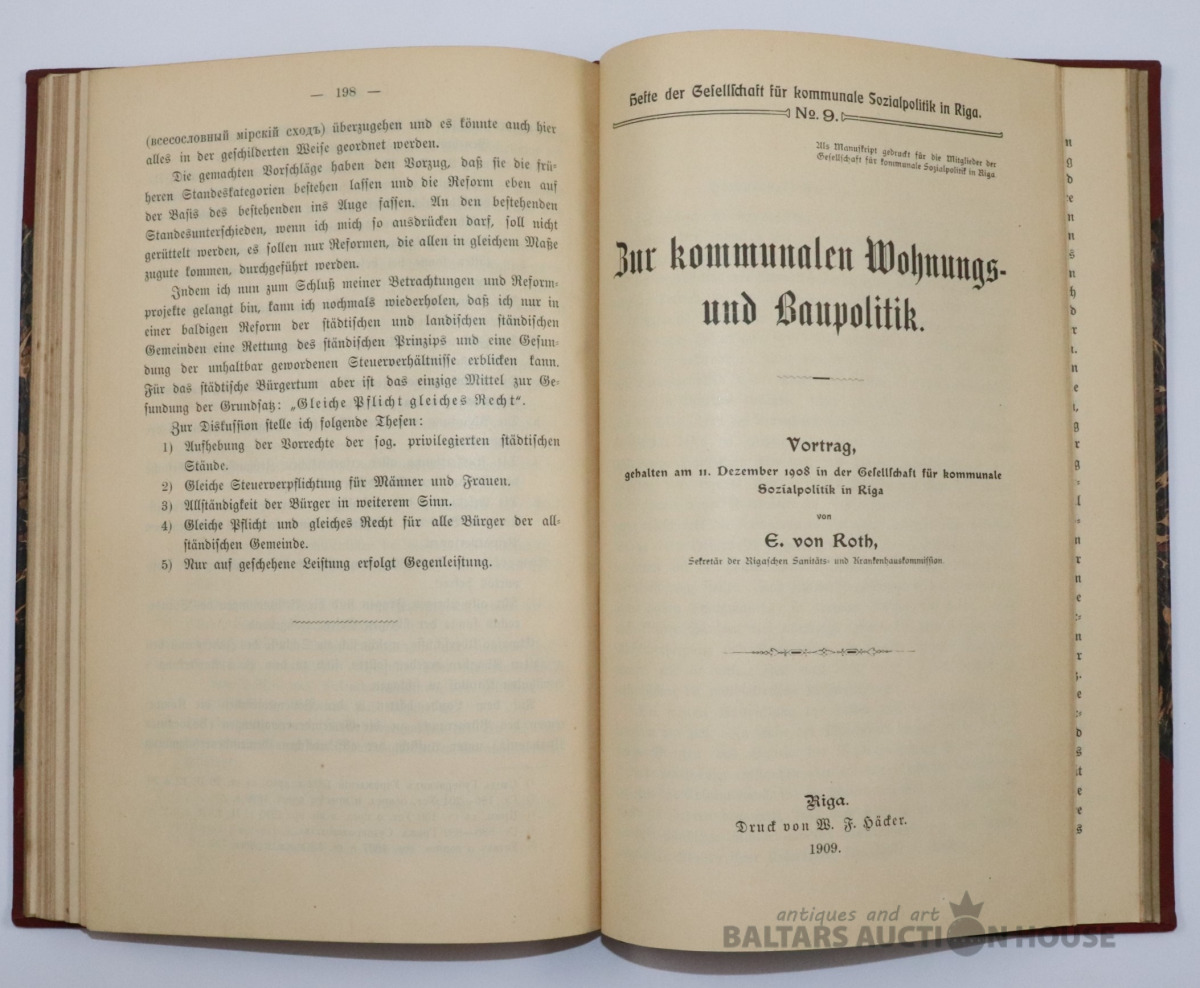 — 198 —
(всесословный мірскій сходъ) überzugehen und es könnte auch hier
alles in der geschilderten Weise geordnet werden.
Die gemachten Vorschläge haben den Vorzug, daß sie die frü-
heren Standeskategorien bestehen lassen und die Reform eben auf
der Basis des bestehenden ins Auge fassen. An den bestehenden
Standesunterschieden, wenn ich mich so ausdrücken darf, soll nicht
gerüttelt werden, es sollen nur Reformen, die allen in gleichem Maße
zugute kommen, durchgeführt werden.
Indem ich nun zum Schluß meiner Betrachtungen und Reform-
projekte gelangt bin, kann ich nochmals wiederholen, daß ich nur in
einer baldigen Reform der städtischen und landischen ständischen
Gemeinden eine Rettung des ständischen Prinzips und eine Gesun-
dung der unhaltbar gewordenen Steuerverhältnisse erblicken kann.
Für das städtische Bürgertum aber ist das einzige Mittel zur Ge-
sundung der Grundsatz: „Gleiche Pflicht gleiches Recht“.
Zur Diskussion stelle ich folgende Thesen:
1) Aufhebung der Vorrechte der sog. privilegierten städtischen
Stände.
2) Gleiche Steuerverpflichtung für Männer und Frauen.
3) Allständigkeit der Bürger in weiterem Sinn.
4) Gleiche Pflicht und gleiches Recht für alle Bürger der all-
ständischen Gemeinde.
5) Nur auf geschehene Leistung erfolgt Gegenleistung.
Hefte der Gesellschaft für kommunale Sozialpolitik in Riga.
No. 9.
Als Manuskript gedruckt für die Mitglieder der
Gesellschaft für kommunale Sozialpolitik in Riga
Zur kommunalen Wohnungs-
und Baupolitik.
Vortrag,
gehalten am 11. Dezember 1908 in der Gesellschaft für kommunale
Sozialpolitik in Riga
von
E. von Roth,
Sekretär der Rigaschen Sanitäts- und Krankenhauskommission.
Riga.
Druck von W. F. Häcker.
1909.
antiques and art
BALTARS AUCTION HOUSE